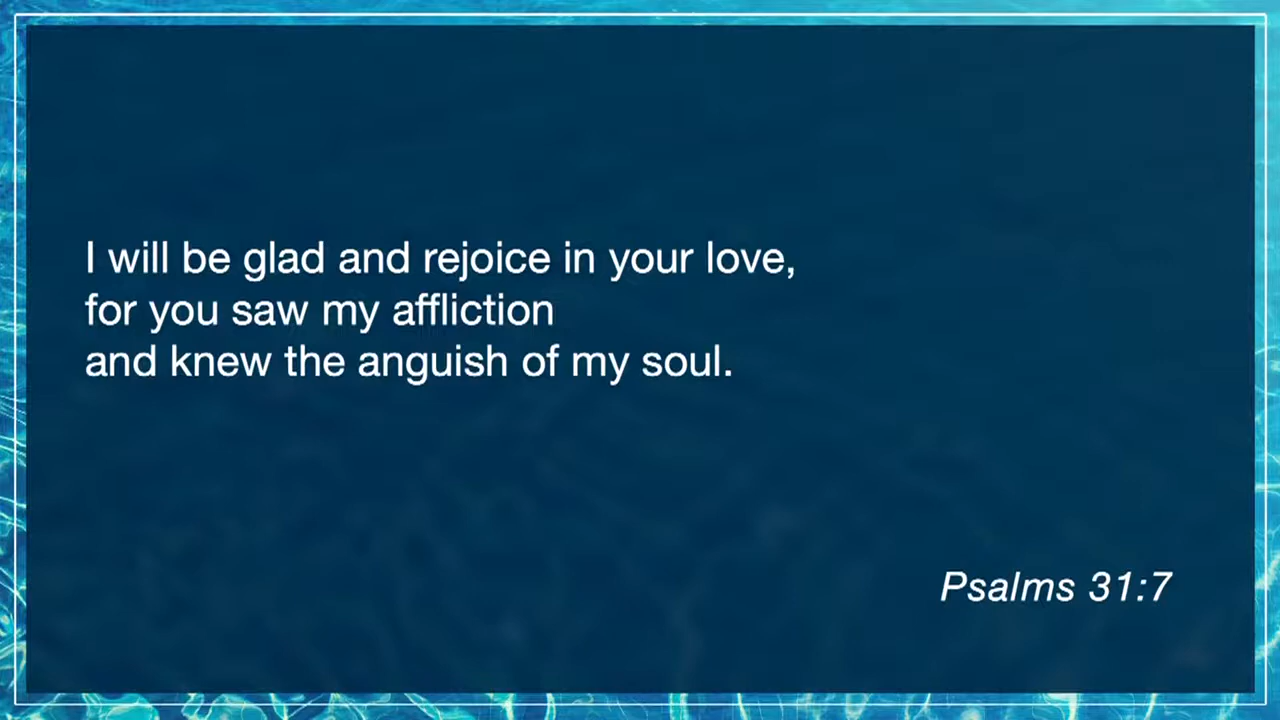 I will be glad and rejoice in your love,
for you saw my affliction
and knew the anguish of my soul.
Psalms 31:7